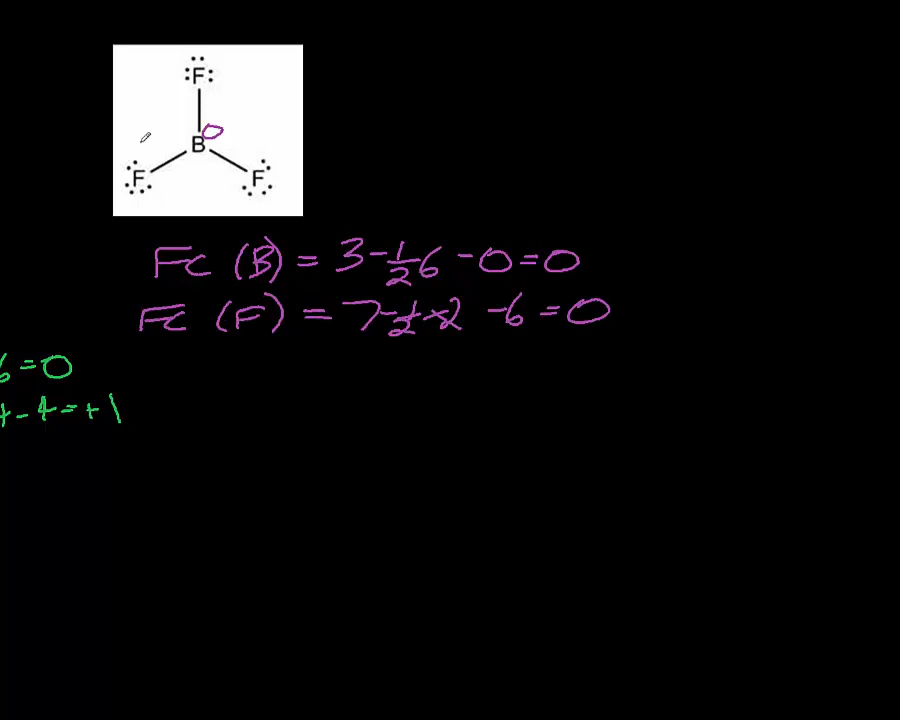 F
B 0
F F
FC (B) = 3 - 1/2 6 - 0 = 0
FC (F) = 7 - 1/2 × 2 - 6 = 0
6 = 0
4 - 4 = + 1